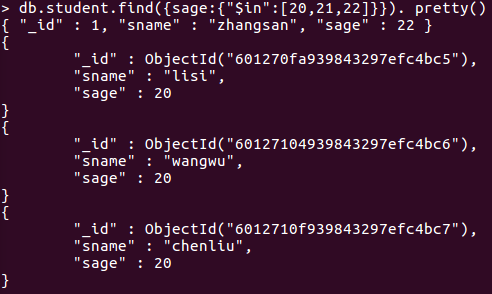 > db.student.find({sage:{"$in":[20,21,22]}}). pretty()
{ "_id" : 1, "sname" : "zhangsan", "sage" : 22 }
{
        "_id" : ObjectId("601270fa939843297efc4bc5"),
        "sname" : "lisi",
        "sage" : 20
}
{
        "_id" : ObjectId("60127104939843297efc4bc6"),
        "sname" : "wangwu",
        "sage" : 20
}
{
        "_id" : ObjectId("6012710f939843297efc4bc7"),
        "sname" : "chenliu",
        "sage" : 20
}